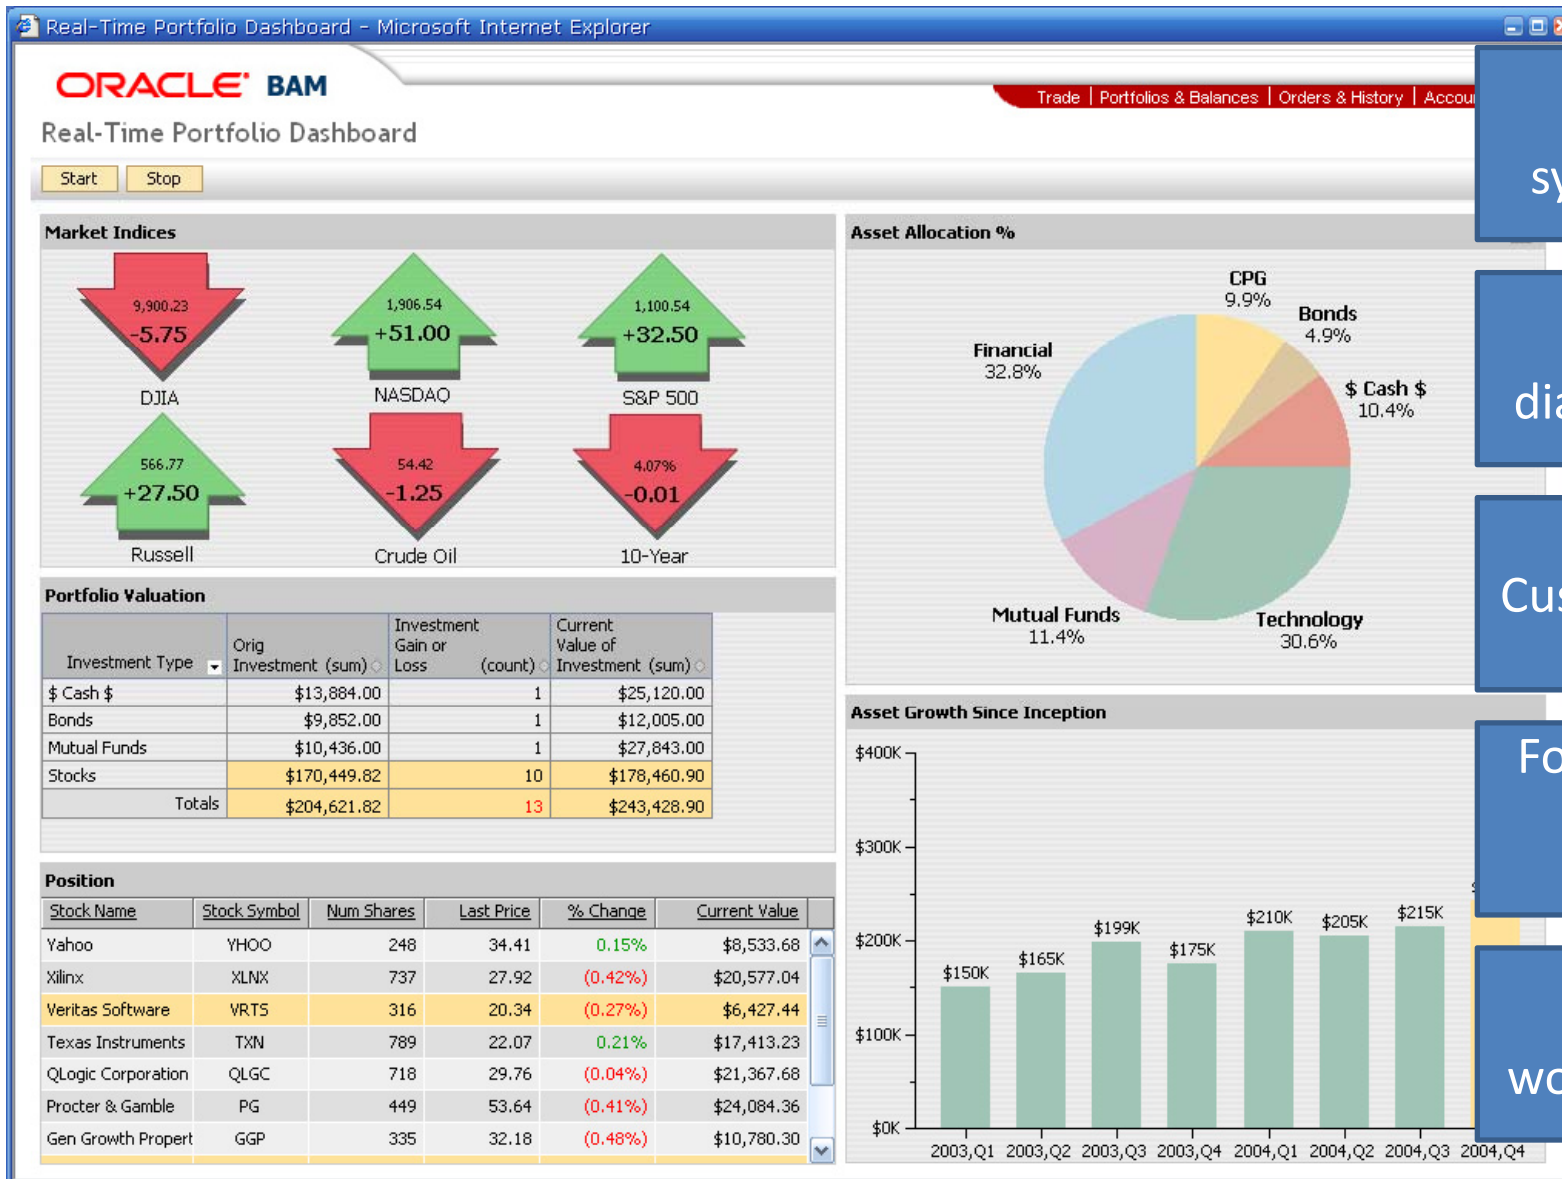 Real-Time Portfolio Dashboard - Microsoft Internet Explorer
ORACLE BAM
Trade | Portfolios & Balances | Orders & History |
Real-Time Portfolio Dashboard
Start Stop
Market Indices
9,900.23
-5.75
DJIA
1,906.54
+51.00
NASDAQ
1,100.54
+32.50
S&P 500
566.77
+27.50
Russell
54.42
-1.25
Crude Oil
4.07%
-0.01
10-Year
Asset Allocation %
CPG
9.9%
Bonds
4.9%
$ Cash $
10.4%
Technology
30.6%
Mutual Funds
11.4%
Financial
32.8%
Portfolio Valuation
Investment Type
Orig
Investment (sum)
Investment
Gain or
Loss (count)
Current
Value of
Investment (sum)
$ Cash $ $13,884.00 1 $25,120.00
Bonds $9,852.00 1 $12,005.00
Mutual Funds $10,436.00 1 $27,843.00
Stocks $170,449.82 10 $178,460.90
Totals $204,621.82 13 $243,428.90
Position
Stock Name Stock Symbol Num Shares Last Price % Change Current Value
Yahoo YHOO 248 34.41 0.15% $8,533.68
Xilinx XLNX 737 27.92 (0.42%) $20,577.04
Veritas Software VRTS 316 20.34 (0.27%) $6,427.44
Texas Instruments TXN 789 22.07 0.21% $17,413.23
QLogic Corporation QLGC 718 29.76 (0.04%) $21,367.68
Procter & Gamble PG 449 53.64 (0.41%) $24,084.36
Gen Growth Propert GGP 335 32.18 (0.48%) $10,780.30
Asset Growth Since Inception
$400K
$300K
$200K
$100K
$0K
$150K
$165K
$199K
$175K
$210K
$205K
$215K
2003,Q1 2003,Q2 2003,Q3 2003,Q4 2004,Q1 2004,Q2 2004,Q3 2004,Q4